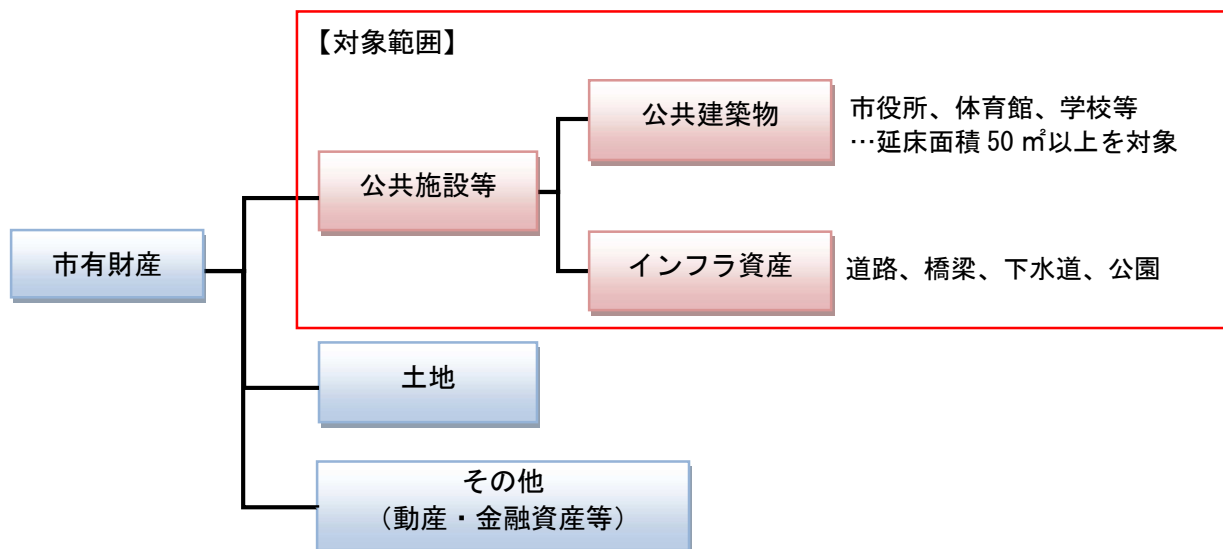 【対象範囲】
公共建築物
市役所、体育館、学校等
…延床面積 50 ㎡以上を対象
公共施設等
市有財産
インフラ資産
道路、橋梁、下水道、公園
土地
その他
（動産・金融資産等）